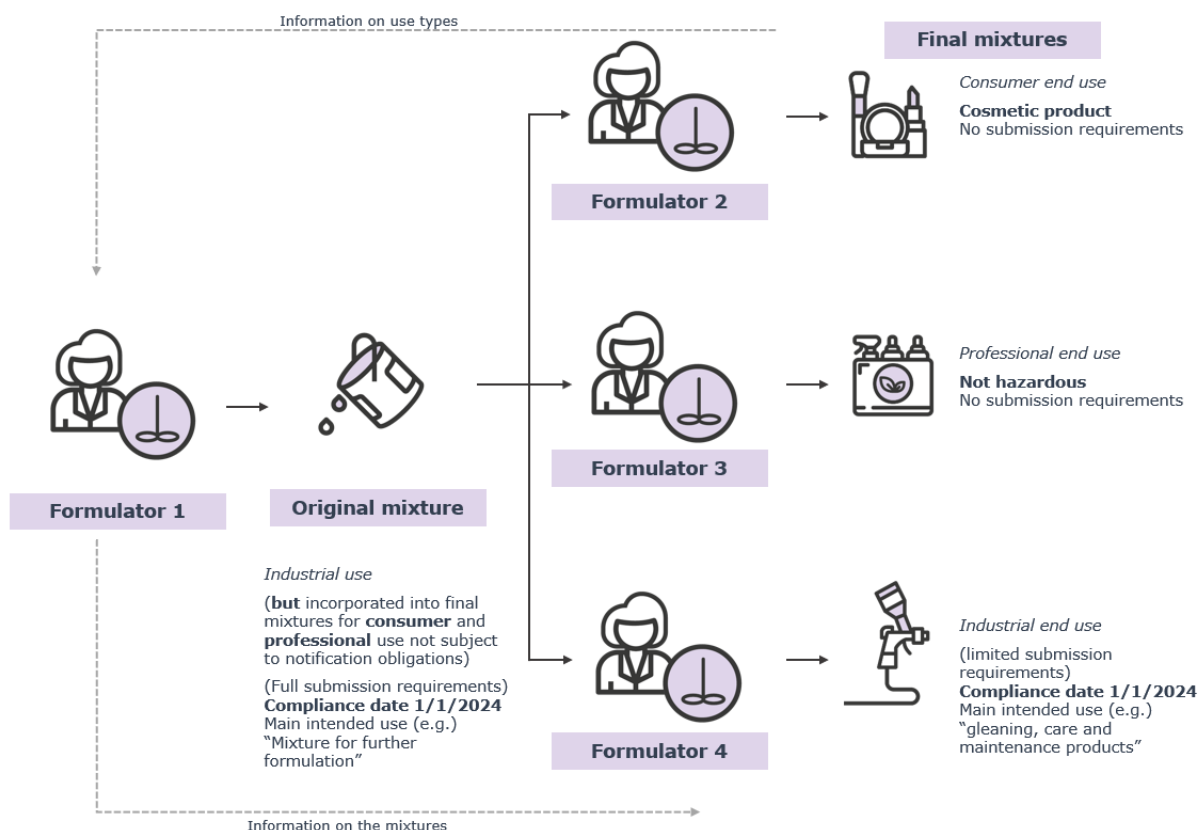 Information on use types
Final mixtures
Consumer end use
Cosmetic product
No submission requirements
Formulator 2
Professional end use
Not hazardous
No submission requirements
Formulator 3
Formulator 1
Original mixture
Industrial use
(but incorporated into final
mixtures for consumer and
professional use not subject
to notification obligations)
(Full submission requirements)
Compliance date 1/1/2024
Main intended use (e.g.)
“Mixture for further
formulation”
Industrial end use
(limited submission
requirements)
Compliance date 1/1/2024
Main intended use (e.g.)
“gleaning, care and
maintenance products”
Formulator 4
Information on the mixtures